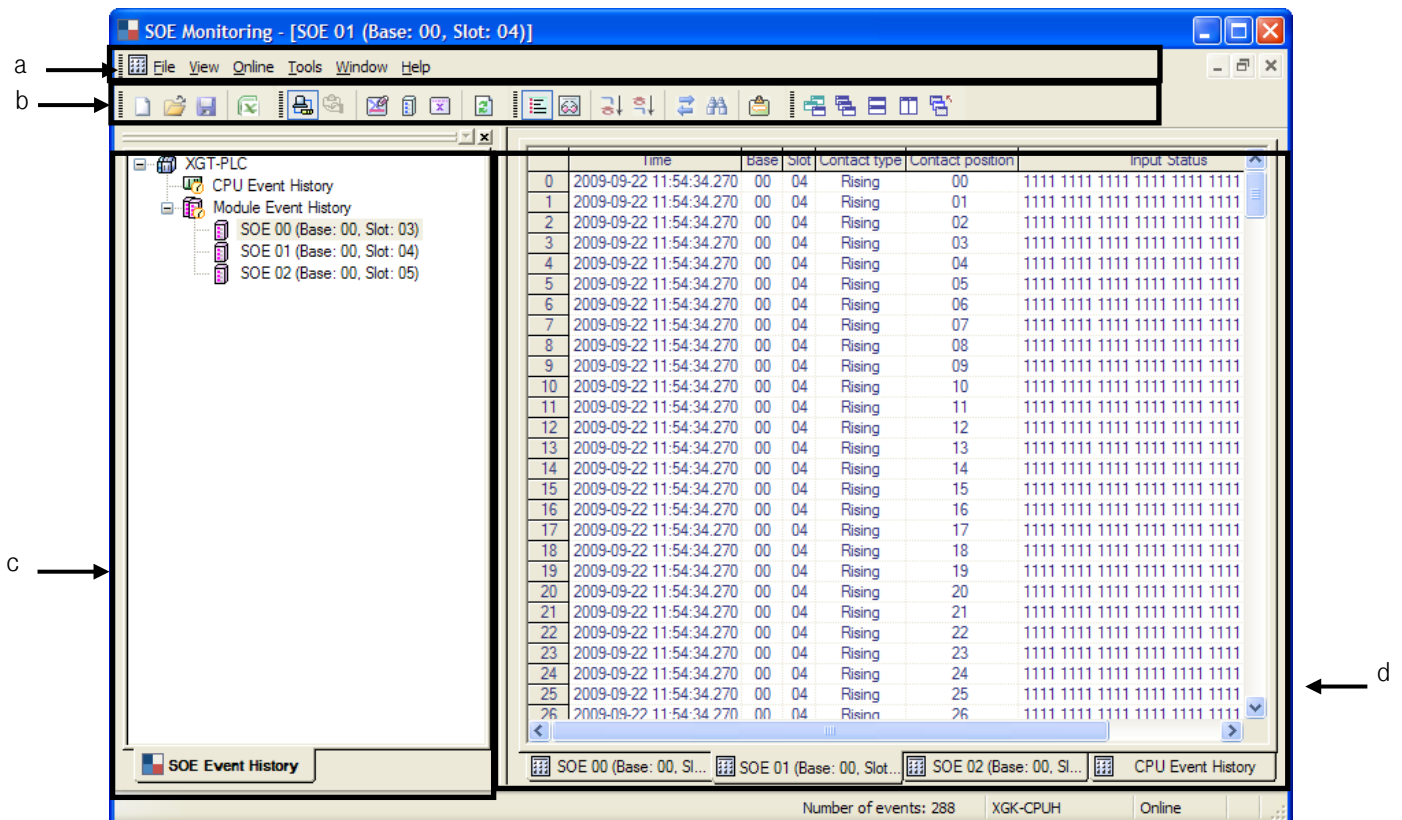 SOE Monitoring - [SOE 01 (Base: 00, Slot: 04)]
a
File View Online Tools Window Help
b
XGT-PLC
CPU Event History
Module Event History
SOE 00 (Base: 00, Slot: 03)
SOE 01 (Base: 00, Slot: 04)
SOE 02 (Base: 00, Slot: 05)
SOE Event History
c
Time Base Slot Contact type Contact position Input Status
0 2009-09-22 11:54:34.270 00 04 Rising 00 1111 1111 1111 1111 1111 1111
1 2009-09-22 11:54:34.270 00 04 Rising 01 1111 1111 1111 1111 1111 1111
2 2009-09-22 11:54:34.270 00 04 Rising 02 1111 1111 1111 1111 1111 1111
3 2009-09-22 11:54:34.270 00 04 Rising 03 1111 1111 1111 1111 1111 1111
4 2009-09-22 11:54:34.270 00 04 Rising 04 1111 1111 1111 1111 1111 1111
5 2009-09-22 11:54:34.270 00 04 Rising 05 1111 1111 1111 1111 1111 1111
6 2009-09-22 11:54:34.270 00 04 Rising 06 1111 1111 1111 1111 1111 1111
7 2009-09-22 11:54:34.270 00 04 Rising 07 1111 1111 1111 1111 1111 1111
8 2009-09-22 11:54:34.270 00 04 Rising 08 1111 1111 1111 1111 1111 1111
9 2009-09-22 11:54:34.270 00 04 Rising 09 1111 1111 1111 1111 1111 1111
10 2009-09-22 11:54:34.270 00 04 Rising 10 1111 1111 1111 1111 1111 1111
11 2009-09-22 11:54:34.270 00 04 Rising 11 1111 1111 1111 1111 1111 1111
12 2009-09-22 11:54:34.270 00 04 Rising 12 1111 1111 1111 1111 1111 1111
13 2009-09-22 11:54:34.270 00 04 Rising 13 1111 1111 1111 1111 1111 1111
14 2009-09-22 11:54:34.270 00 04 Rising 14 1111 1111 1111 1111 1111 1111
15 2009-09-22 11:54:34.270 00 04 Rising 15 1111 1111 1111 1111 1111 1111
16 2009-09-22 11:54:34.270 00 04 Rising 16 1111 1111 1111 1111 1111 1111
17 2009-09-22 11:54:34.270 00 04 Rising 17 1111 1111 1111 1111 1111 1111
18 2009-09-22 11:54:34.270 00 04 Rising 18 1111 1111 1111 1111 1111 1111
19 2009-09-22 11:54:34.270 00 04 Rising 19 1111 1111 1111 1111 1111 1111
20 2009-09-22 11:54:34.270 00 04 Rising 20 1111 1111 1111 1111 1111 1111
21 2009-09-22 11:54:34.270 00 04 Rising 21 1111 1111 1111 1111 1111 1111
22 2009-09-22 11:54:34.270 00 04 Rising 22 1111 1111 1111 1111 1111 1111
23 2009-09-22 11:54:34.270 00 04 Rising 23 1111 1111 1111 1111 1111 1111
24 2009-09-22 11:54:34.270 00 04 Rising 24 1111 1111 1111 1111 1111 1111
25 2009-09-22 11:54:34.270 00 04 Rising 25 1111 1111 1111 1111 1111 1111
26 2009-09-22 11:54:34.270 00 04 Rising 26 1111 1111 1111 1111 1111 1111
d
SOE 00 (Base: 00, Sl... SOE 01 (Base: 00, Slot... SOE 02 (Base: 00, Sl... CPU Event History
Number of events: 288 XGK-CPUH Online